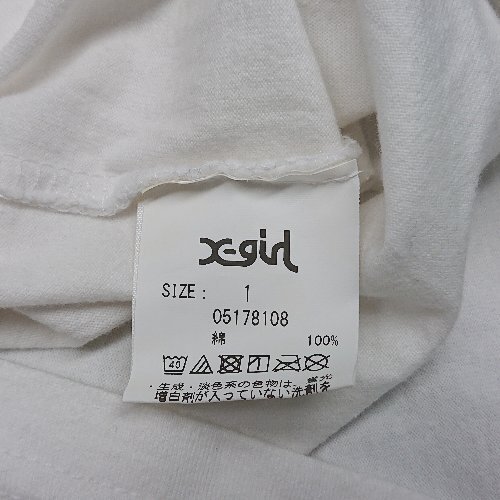 X-girl
SIZE : 1
05178108
綿 100%
40
・生成・淡色系の色物は、蛍光
増白剤が入っていない洗剤を